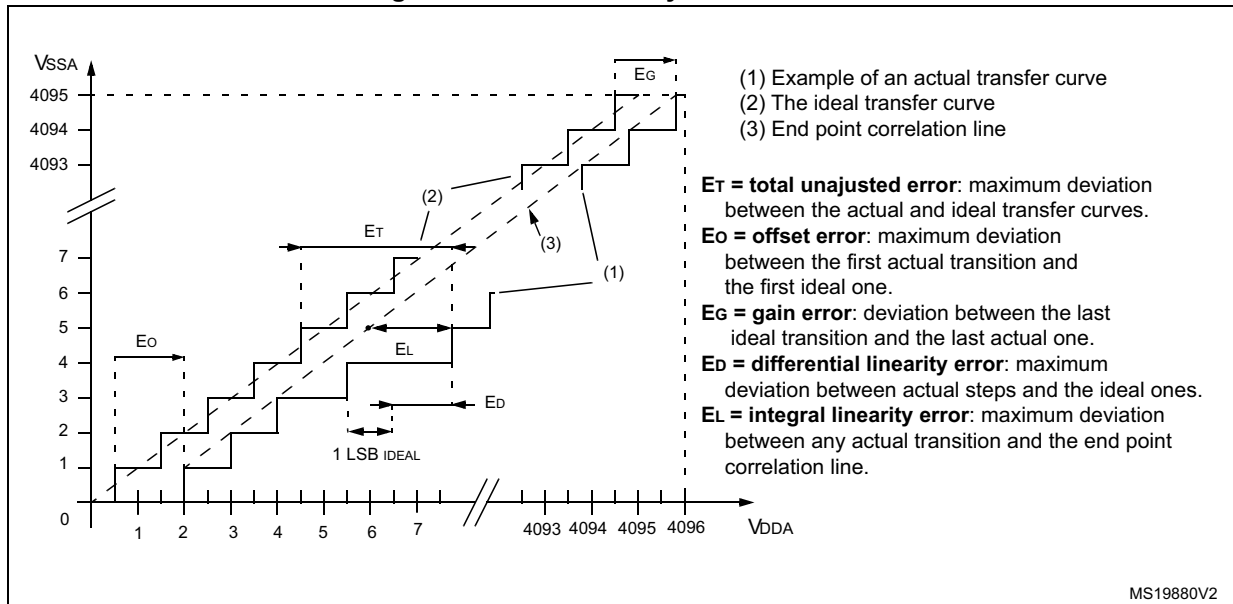 VSSA
EG
4095
4094
4093
7
6
5
4
3
2
1
0
(2)
ET
(3)
(1)
EO
EL
ED
1 LSB IDEAL
1 2 3 4 5 6 7 4093 4094 4095 4096
VDDA
(1) Example of an actual transfer curve
(2) The ideal transfer curve
(3) End point correlation line
ET = total unajusted error: maximum deviation
between the actual and ideal transfer curves.
EO = offset error: maximum deviation
between the first actual transition and
the first ideal one.
EG = gain error: deviation between the last
ideal transition and the last actual one.
ED = differential linearity error: maximum
deviation between actual steps and the ideal ones.
EL = integral linearity error: maximum deviation
between any actual transition and the end point
correlation line.
MS19880V2